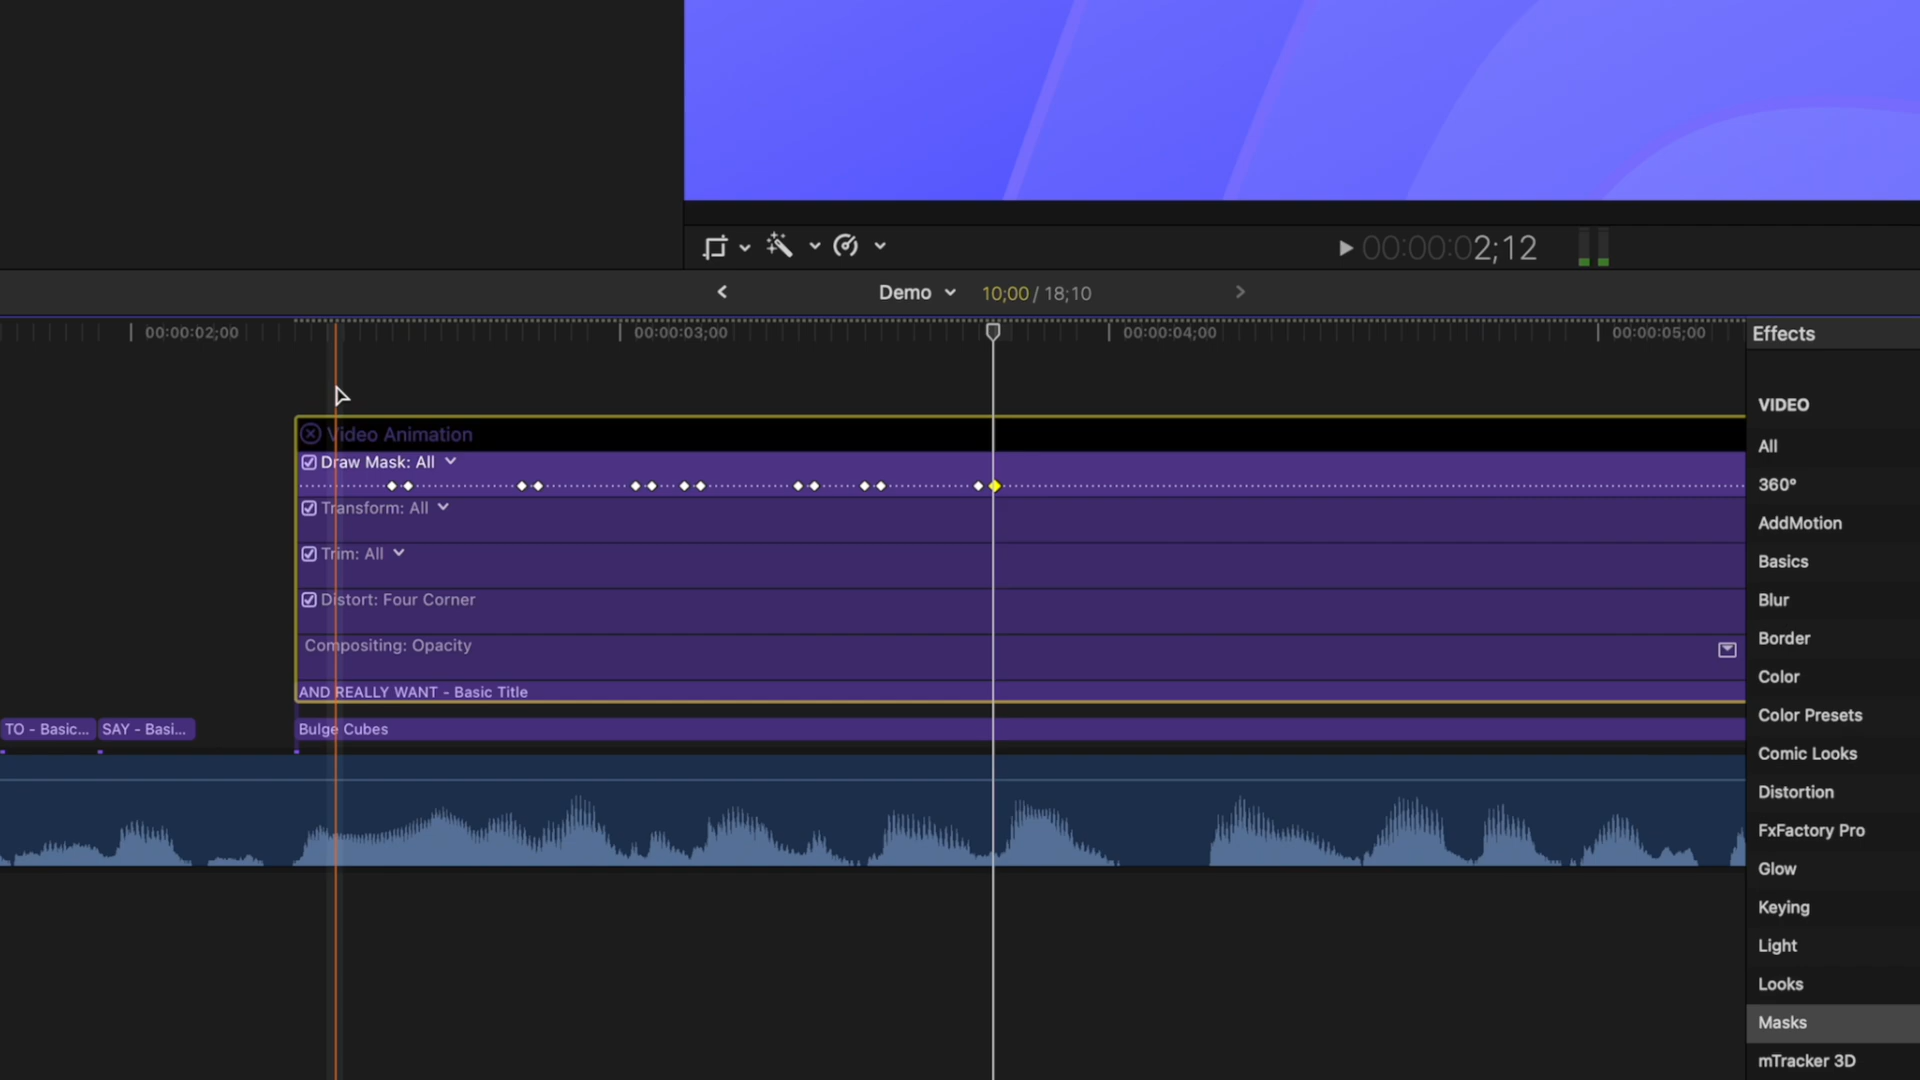 00:00:02;12
Demo
10;00 / 18;10
00:00:02;00
00:00:03;00
00:00:04;00
00:00:05;00
Video Animation
Draw Mask: All
Transform: All
Trim: All
Distort: Four Corner
Compositing: Opacity
AND REALLY WANT - Basic Title
TO - Basic...
SAY - Basi...
Bulge Cubes
Effects
VIDEO
All
360°
AddMotion
Basics
Blur
Border
Color
Color Presets
Comic Looks
Distortion
FxFactory Pro
Glow
Keying
Light
Looks
Masks
mTracker 3D